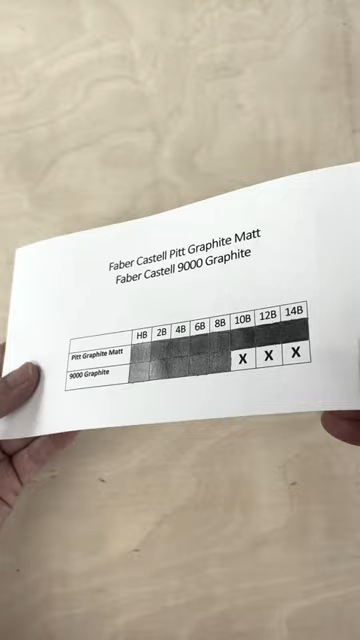 Faber Castell Pitt Graphite Matt
Faber Castell 9000 Graphite
HB 2B 4B 6B 8B 10B 12B 14B
Pitt Graphite Matt
9000 Graphite X X X